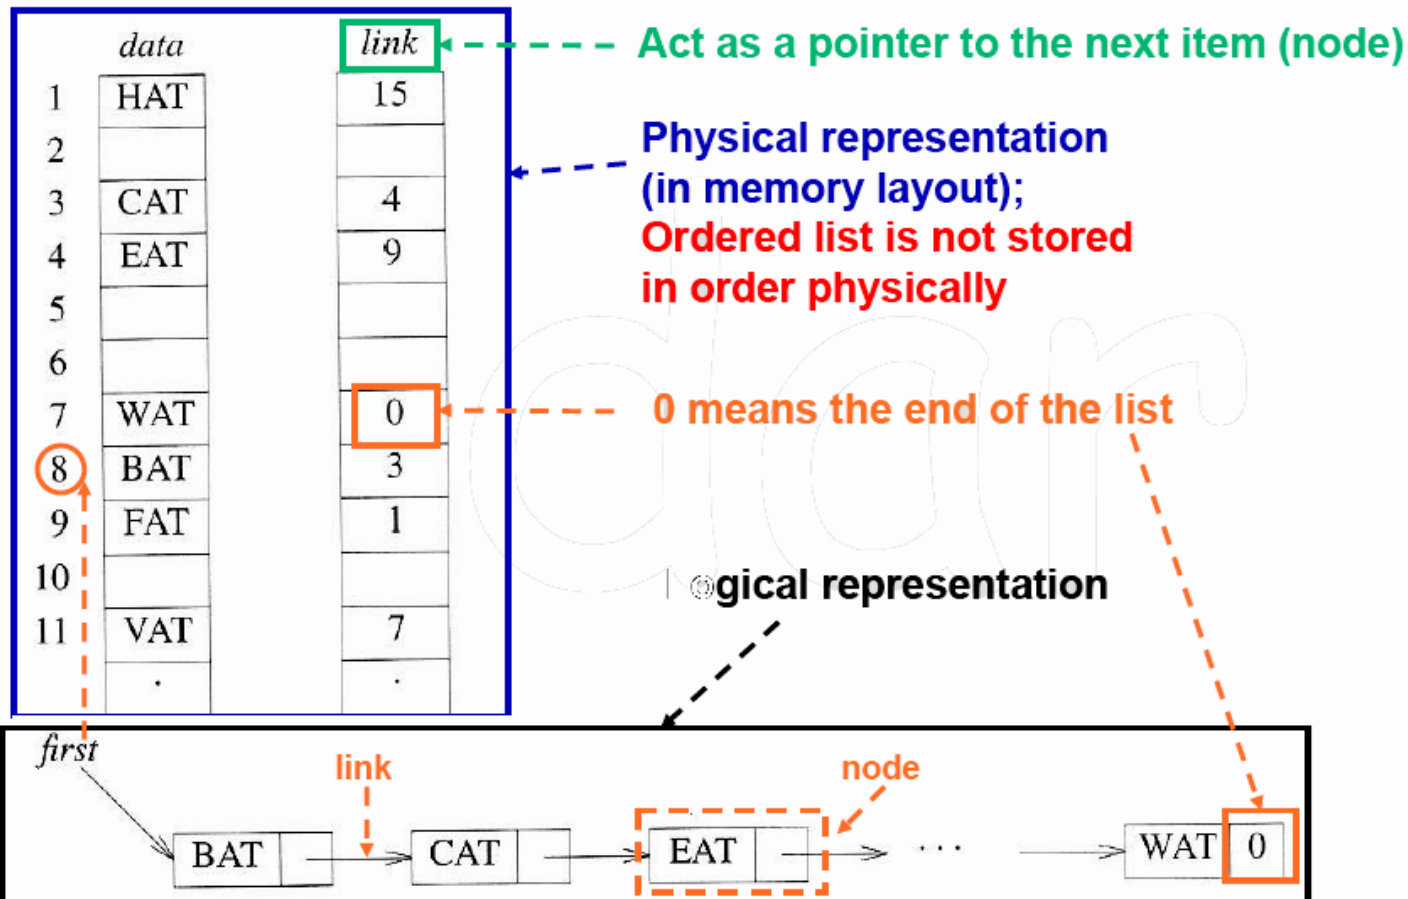 data link Act as a pointer to the next item (node)
1 HAT 15
2
3 CAT 4
4 EAT 9
5
6
7 WAT 0
8 BAT 3
9 FAT 1
10
11 VAT 7
. .
Physical representation
(in memory layout);
Ordered list is not stored
in order physically
0 means the end of the list
gical representation
first
link
node
BAT CAT EAT ... WAT 0
dar